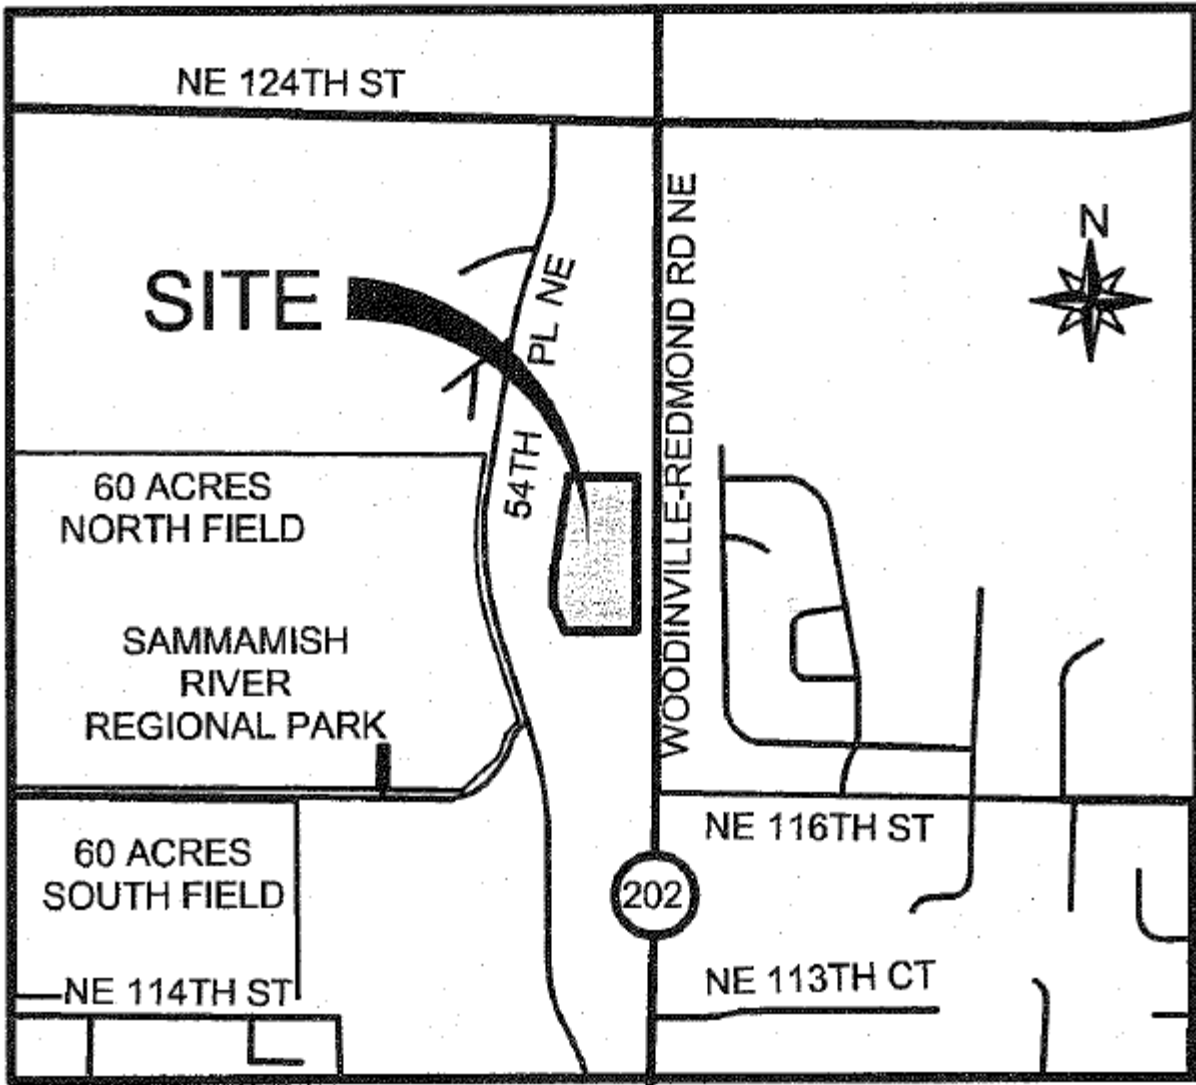 NE 124TH ST
N
SITE
54TH PL NE
WOODINVILLE-REDMOND RD NE
60 ACRES
NORTH FIELD
SAMMAMISH
RIVER
REGIONAL PARK
NE 116TH ST
60 ACRES
SOUTH FIELD
202
NE 113TH CT
NE 114TH ST